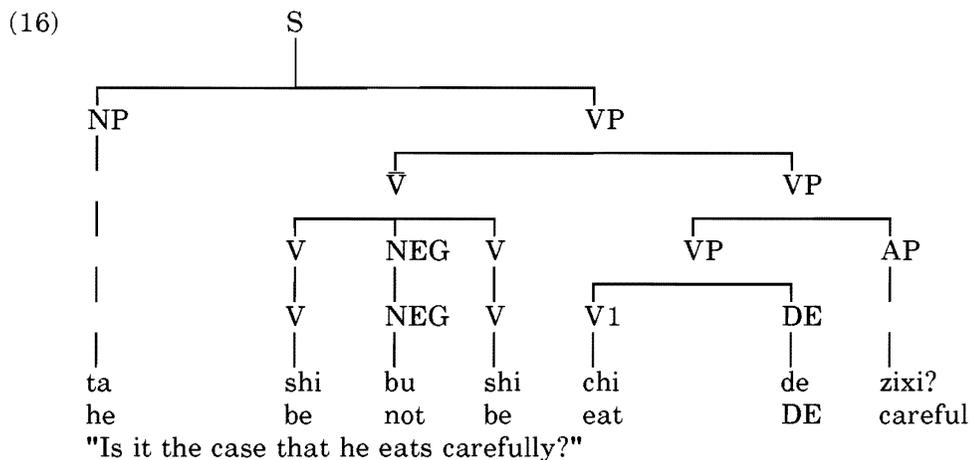 (16) S
NP VP
V̅ VP
V NEG V VP AP
V NEG V V1 DE
ta shi bu shi chi de zixi?
he be not be eat DE careful
"Is it the case that he eats carefully?"